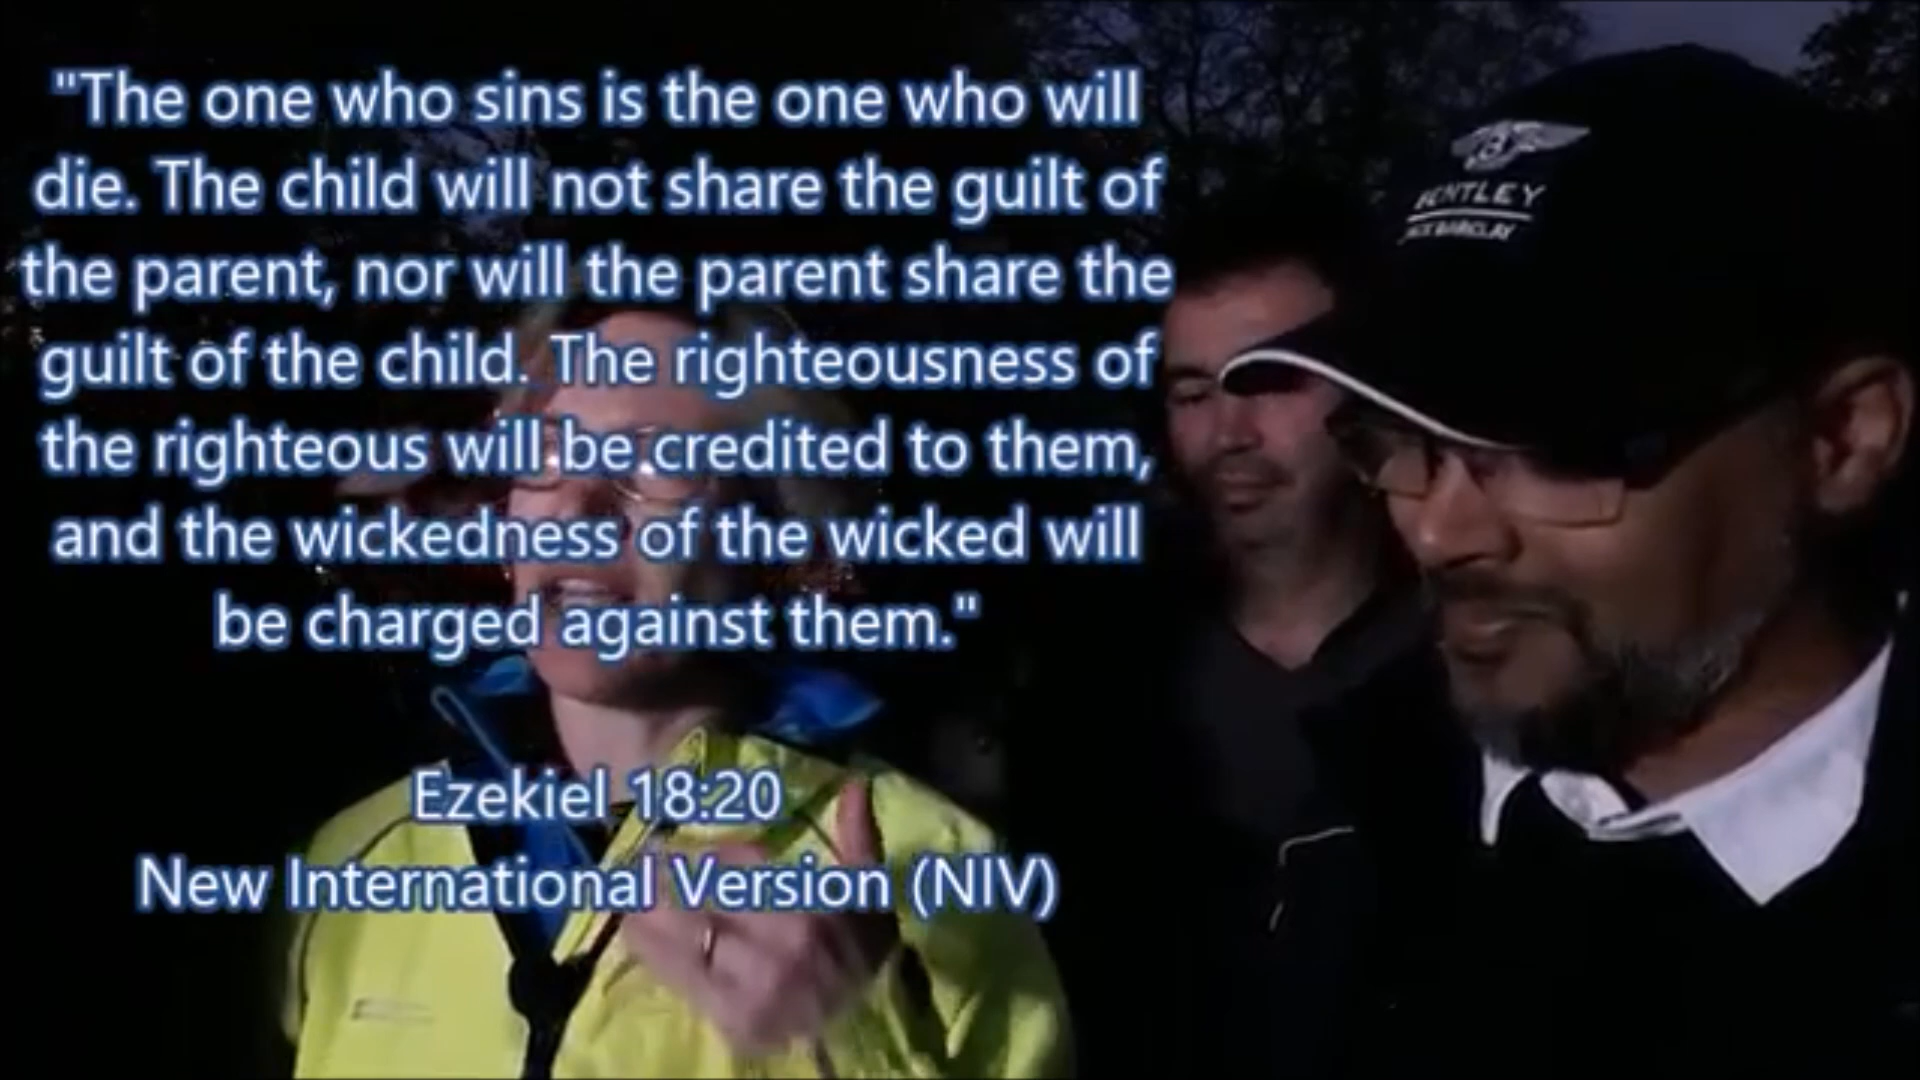 "The one who sins is the one who will
die. The child will not share the guilt of
the parent, nor will the parent share the
guilt of the child. The righteousness of
the righteous will be credited to them,
and the wickedness of the wicked will
be charged against them."
Ezekiel 18:20
New International Version (NIV)
B
BENTLEY
JACK BARCLAY